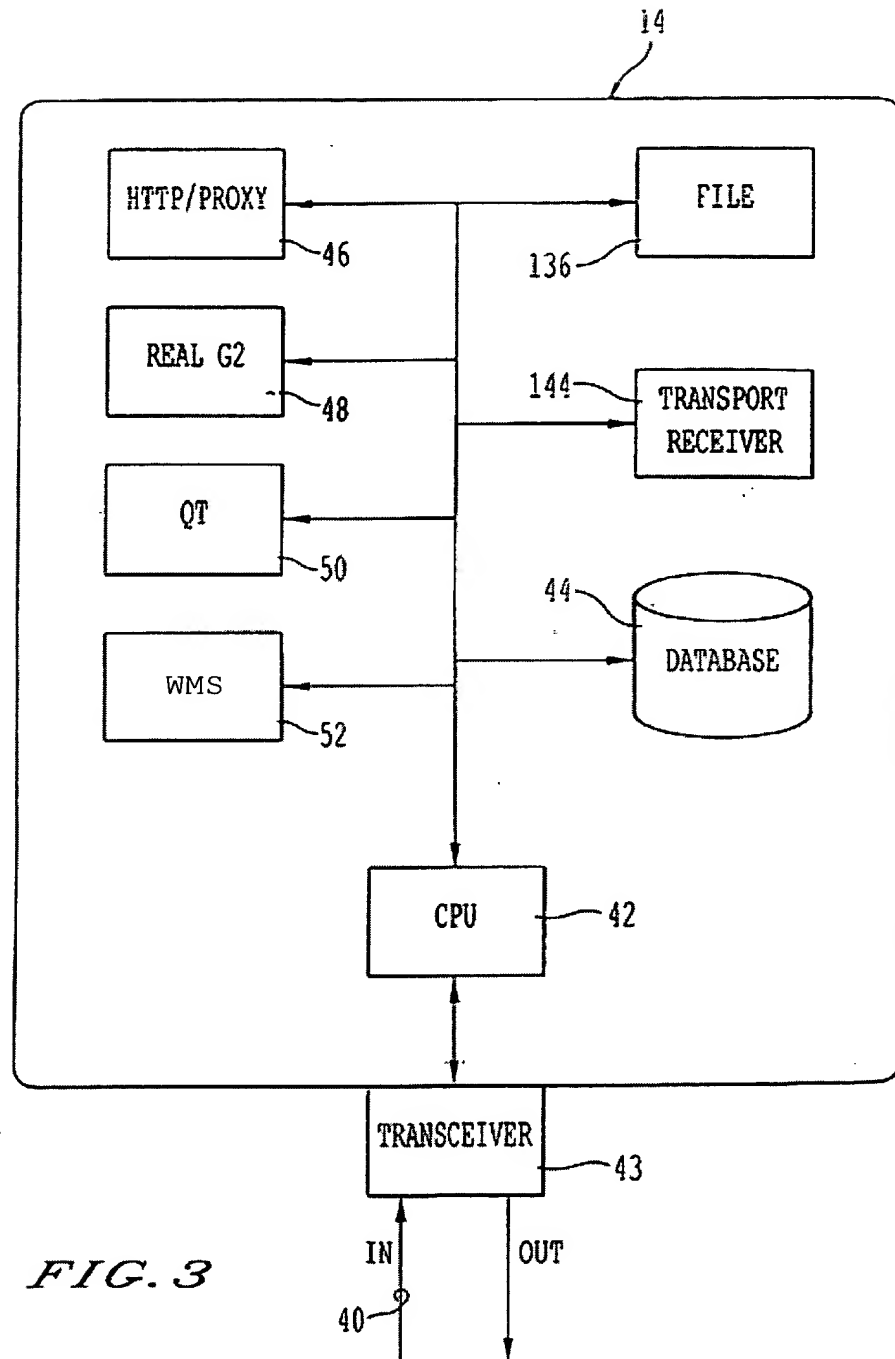 14
HTTP/PROXY
46
FILE
136
REAL G2
48
144
TRANSPORT
RECEIVER
QT
50
44
DATABASE
WMS
52
CPU
42
TRANSCEIVER
43
IN
OUT
40
FIG. 3